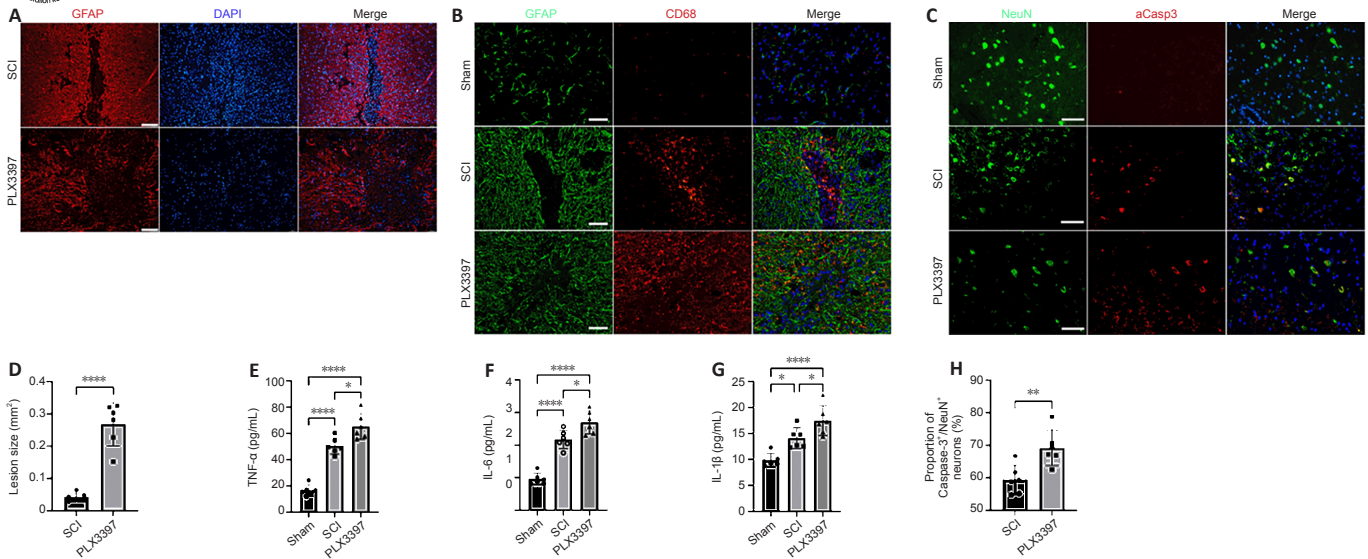 A
GFAP
DAPI
Merge
SCI
PLX3397
B
GFAP
CD68
Merge
Sham
SCI
PLX3397
C
NeuN
aCasp3
Merge
Sham
SCI
PLX3397
D
Lesion size (mm²)
0.4
0.3
0.2
0.1
0
****
SCI
PLX3397
E
TNF-α (pg/mL)
100
80
60
40
20
0
****
****
*
Sham
SCI
PLX3397
F
IL-6 (pg/mL)
4
3
2
1
0
****
****
*
Sham
SCI
PLX3397
G
IL-1β (pg/mL)
25
20
15
10
5
0
****
*
*
Sham
SCI
PLX3397
H
Proportion of
Caspase-3⁺/NeuN⁺
neurons (%)
90
80
70
60
50
**
SCI
PLX3397